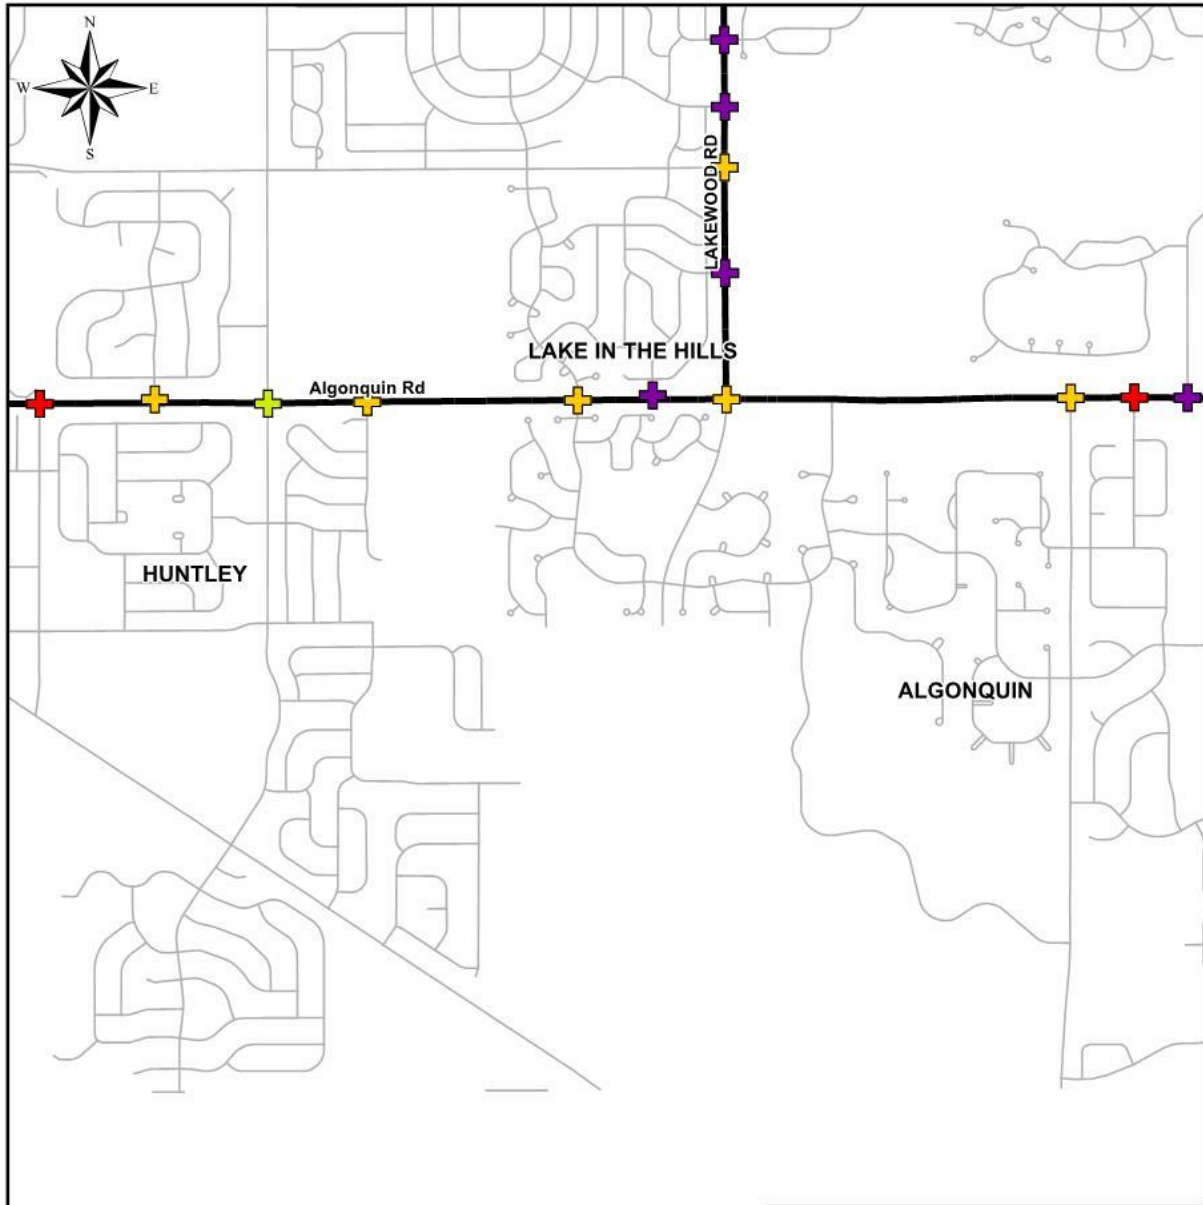 N
W E
S
LAKEWOOD RD
LAKE IN THE HILLS
Algonquin Rd
HUNTLEY
ALGONQUIN